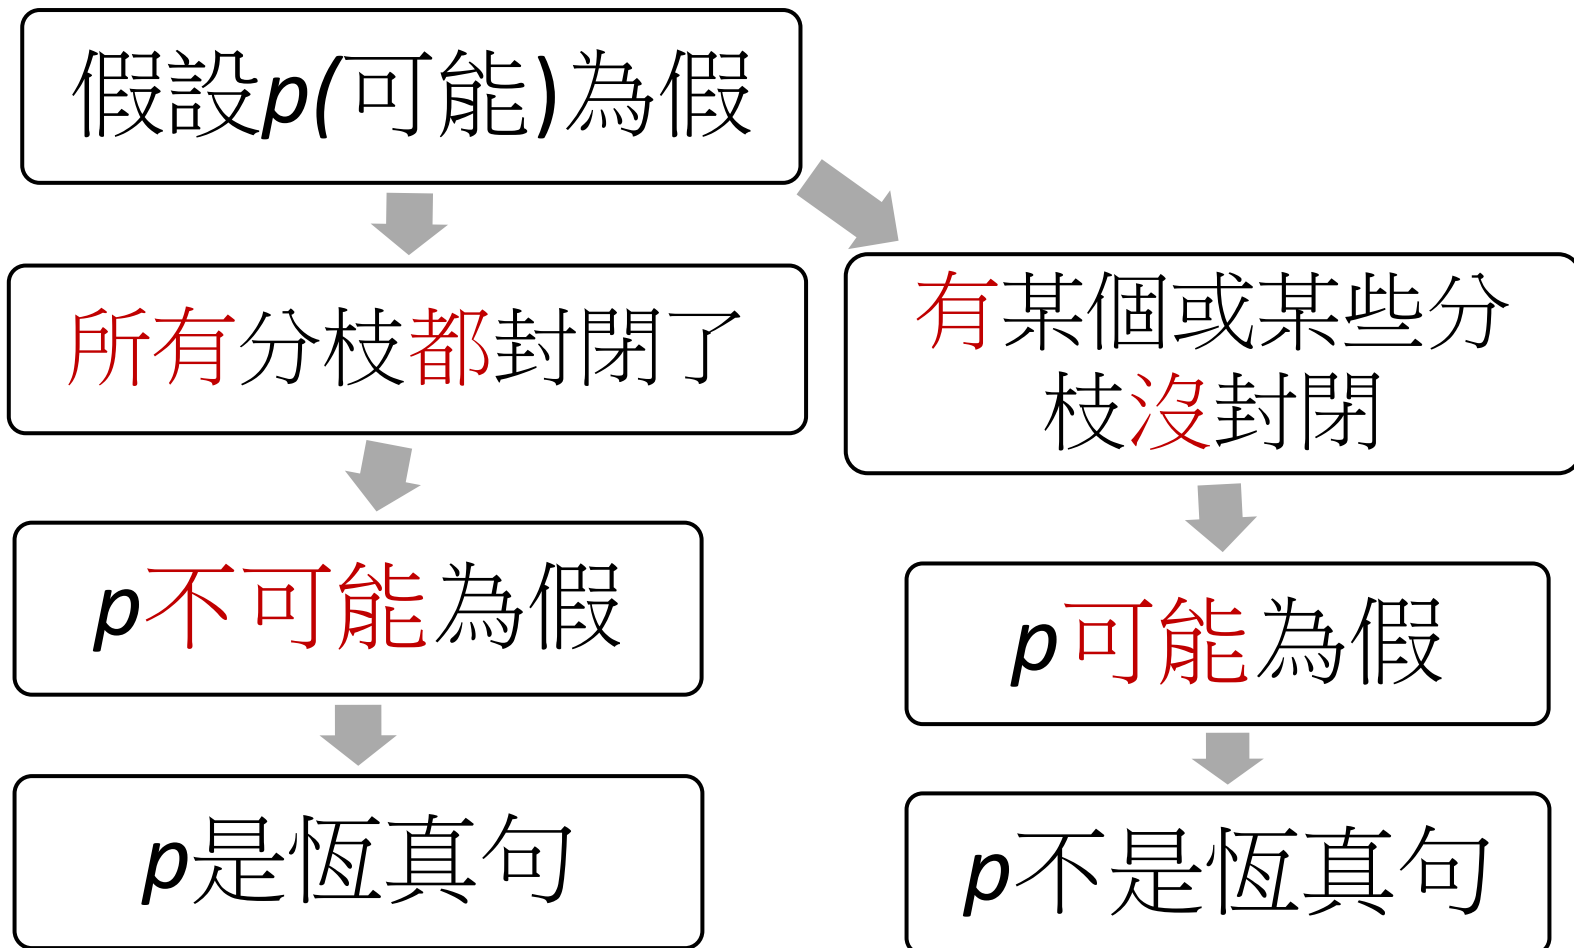 假設p(可能)為假
所有分枝都封閉了
有某個或某些分
枝沒封閉
p不可能為假
p可能為假
p是恆真句
p不是恆真句